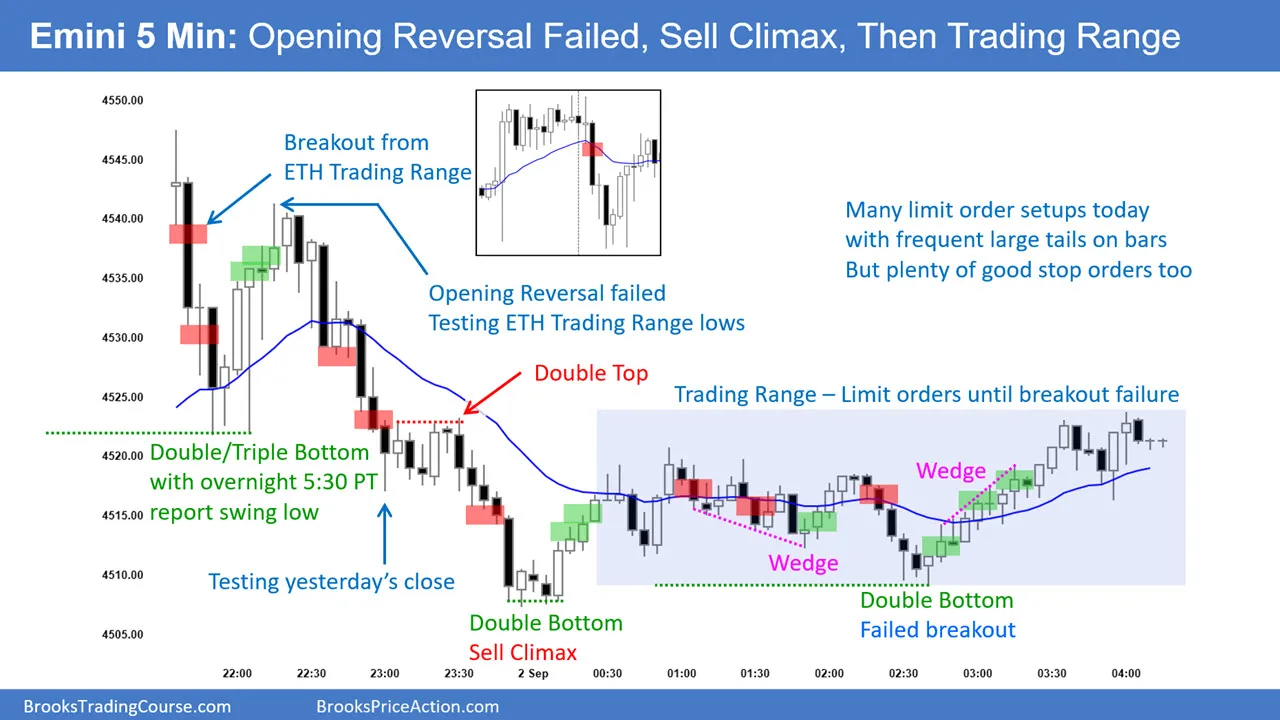 Emini 5 Min: Opening Reversal Failed, Sell Climax, Then Trading Range
4550.00
4545.00
4540.00
4535.00
4530.00
4525.00
4520.00
4515.00
4510.00
4505.00
Breakout from
ETH Trading Range
Many limit order setups today
with frequent large tails on bars
But plenty of good stop orders too
Opening Reversal failed
Testing ETH Trading Range lows
Double Top
Trading Range – Limit orders until breakout failure
Double/Triple Bottom
with overnight 5:30 PT
report swing low
Wedge
Wedge
Testing yesterday's close
Double Bottom
Sell Climax
Double Bottom
Failed breakout
22:00
22:30
23:00
23:30
2 Sep
00:30
01:00
01:30
02:00
02:30
03:00
03:30
04:00
BrooksTradingCourse.com
BrooksPriceAction.com